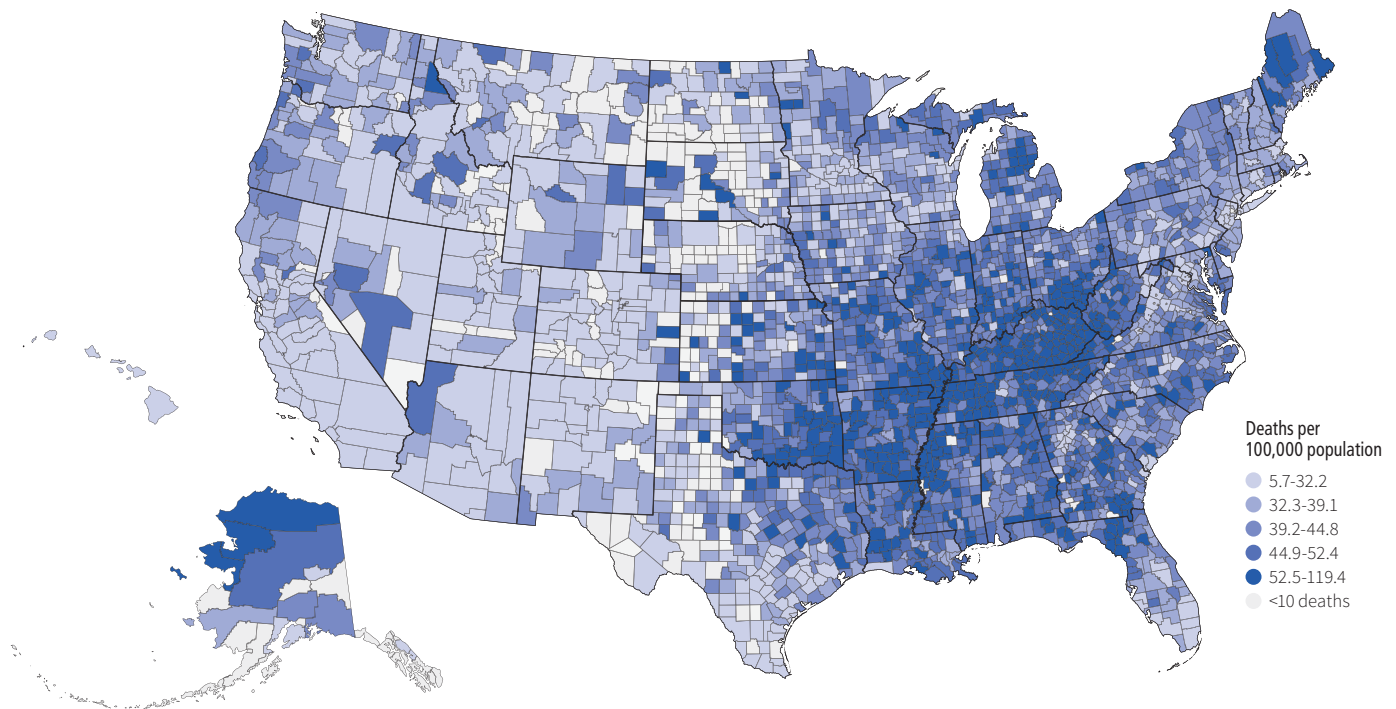 Deaths per
100,000 population
5.7-32.2
32.3-39.1
39.2-44.8
44.9-52.4
52.5-119.4
<10 deaths